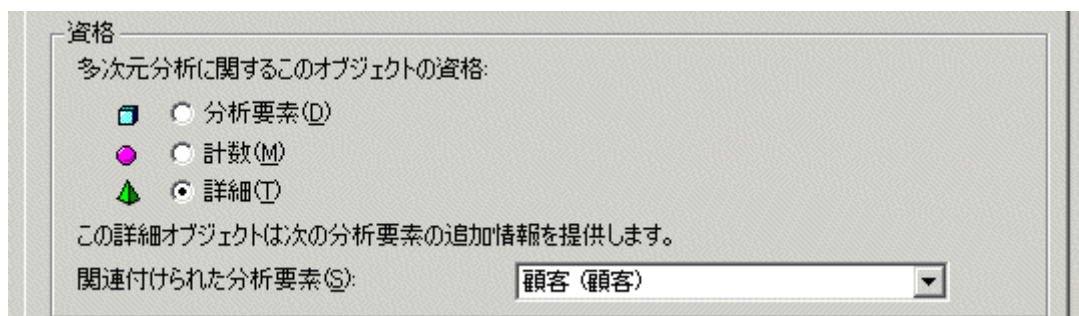 資格
多次元分析に関するこのオブジェクトの資格:
分析要素(D)
計数(M)
詳細(T)
この詳細オブジェクトは次の分析要素の追加情報を提供します。
関連付けられた分析要素(S): 顧客 (顧客)